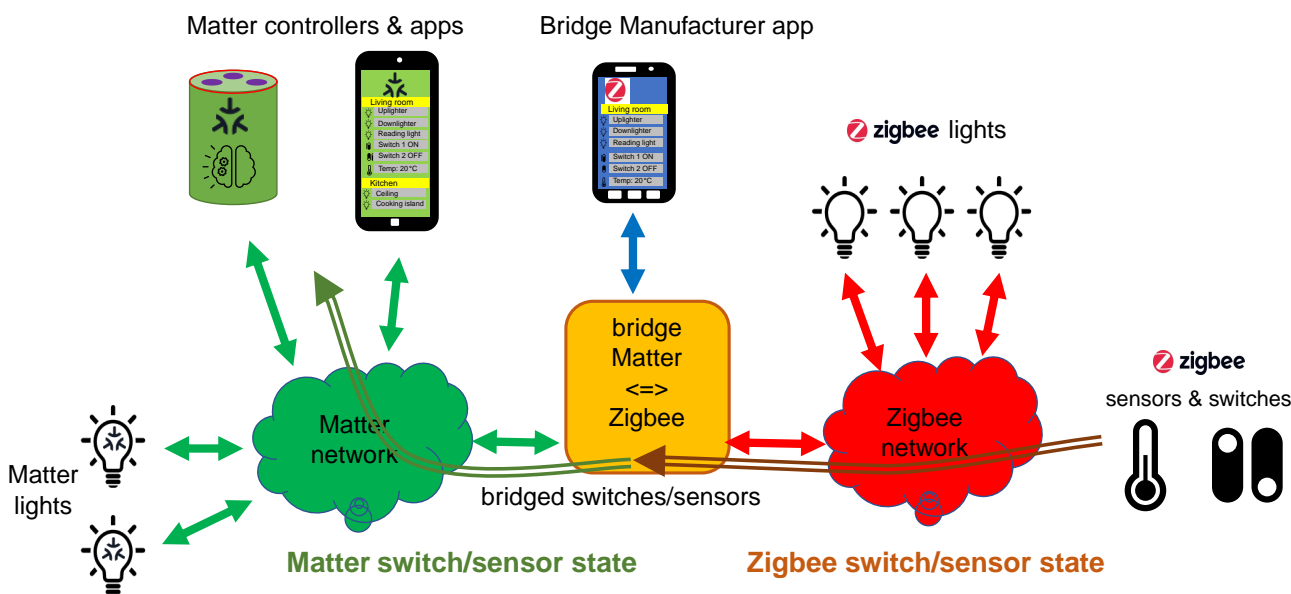 Matter controllers & apps
Bridge Manufacturer app
Living room
Uplighter
Downlighter
Reading light
Switch 1 ON
Switch 2 OFF
Temp: 20°C
Kitchen
Ceiling
Cooking island
Z
Living room
Uplighter
Downlighter
Reading light
Switch 1 ON
Switch 2 OFF
Temp: 20°C
zigbee lights
bridge
Matter
<=>
Zigbee
Matter
network
Zigbee
network
zigbee
sensors & switches
Matter
lights
bridged switches/sensors
Matter switch/sensor state
Zigbee switch/sensor state